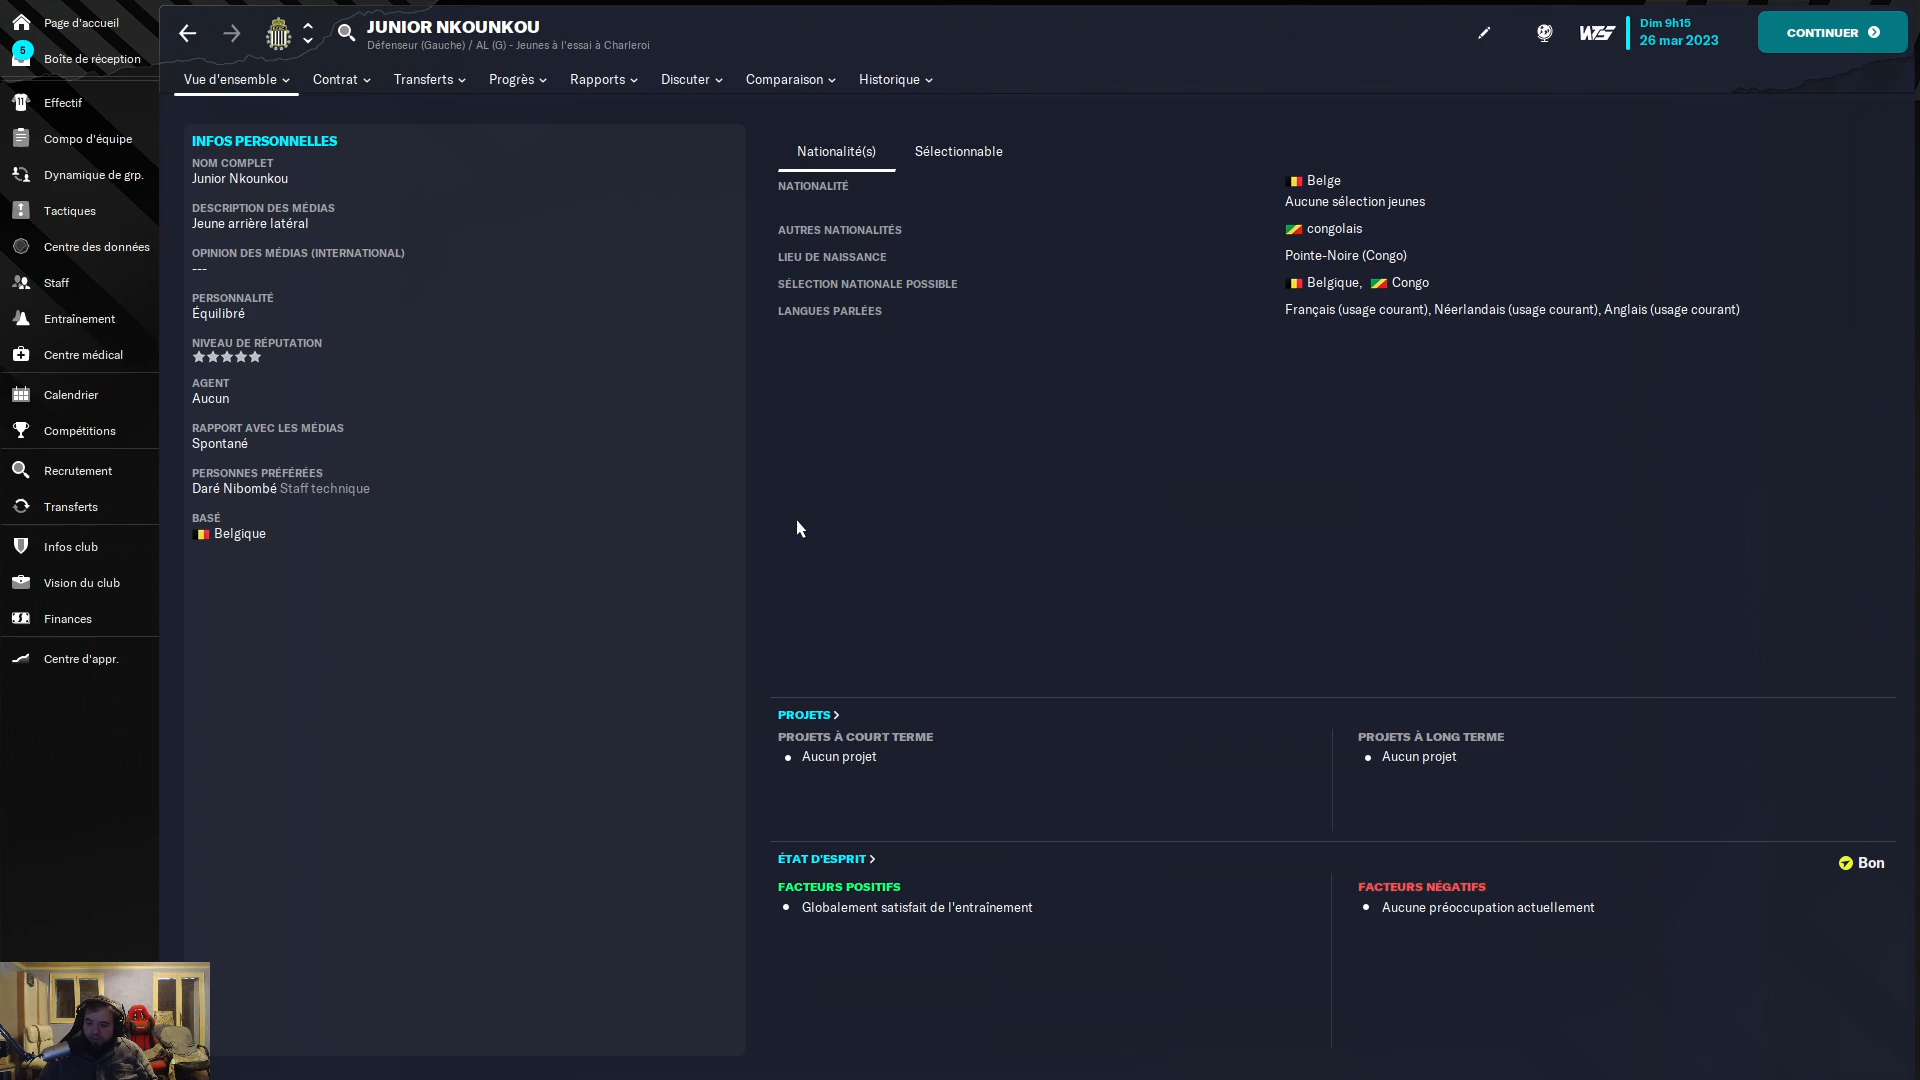 Page d'accueil
5
Boîte de réception
Effectif
Compo d'équipe
Dynamique de grp.
Tactiques
Centre des données
Staff
Entraînement
Centre médical
Calendrier
Compétitions
Recrutement
Transferts
Infos club
Vision du club
Finances
Centre d'appr.
JUNIOR NKOUNKOU
Défenseur (Gauche) / AL (G) - Jeunes à l'essai à Charleroi
WTS
Dim 9h15
26 mar 2023
CONTINUER
Vue d'ensemble
Contrat
Transferts
Progrès
Rapports
Discuter
Comparaison
Historique
INFOS PERSONNELLES
NOM COMPLET
Junior Nkounkou
DESCRIPTION DES MÉDIAS
Jeune arrière latéral
OPINION DES MÉDIAS (INTERNATIONAL)
---
PERSONNALITÉ
Équilibré
NIVEAU DE RÉPUTATION
AGENT
Aucun
RAPPORT AVEC LES MÉDIAS
Spontané
PERSONNES PRÉFÉRÉES
Daré Nibombé Staff technique
BASÉ
Belgique
Nationalité(s)
Sélectionnable
NATIONALITÉ
Belge
Aucune sélection jeunes
AUTRES NATIONALITÉS
congolais
LIEU DE NAISSANCE
Pointe-Noire (Congo)
SÉLECTION NATIONALE POSSIBLE
Belgique, Congo
LANGUES PARLÉES
Français (usage courant), Néerlandais (usage courant), Anglais (usage courant)
PROJETS
PROJETS À COURT TERME
Aucun projet
PROJETS À LONG TERME
Aucun projet
ÉTAT D'ESPRIT
Bon
FACTEURS POSITIFS
Globalement satisfait de l'entraînement
FACTEURS NÉGATIFS
Aucune préoccupation actuellement